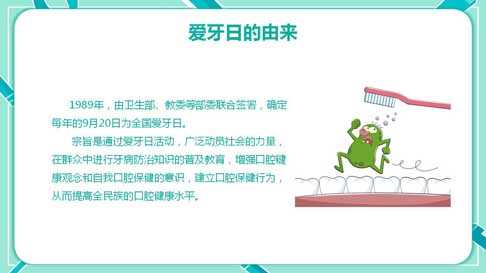 爱牙日的由来
1989年，由卫生部、教委等部委联合签署，确定
每年的9月20日为全国爱牙日。
宗旨是通过爱牙日活动，广泛动员社会的力量，
在群众中进行牙病防治知识的普及教育，增强口腔健
康观念和自我口腔保健的意识，建立口腔保健行为，
从而提高全民族的口腔健康水平。